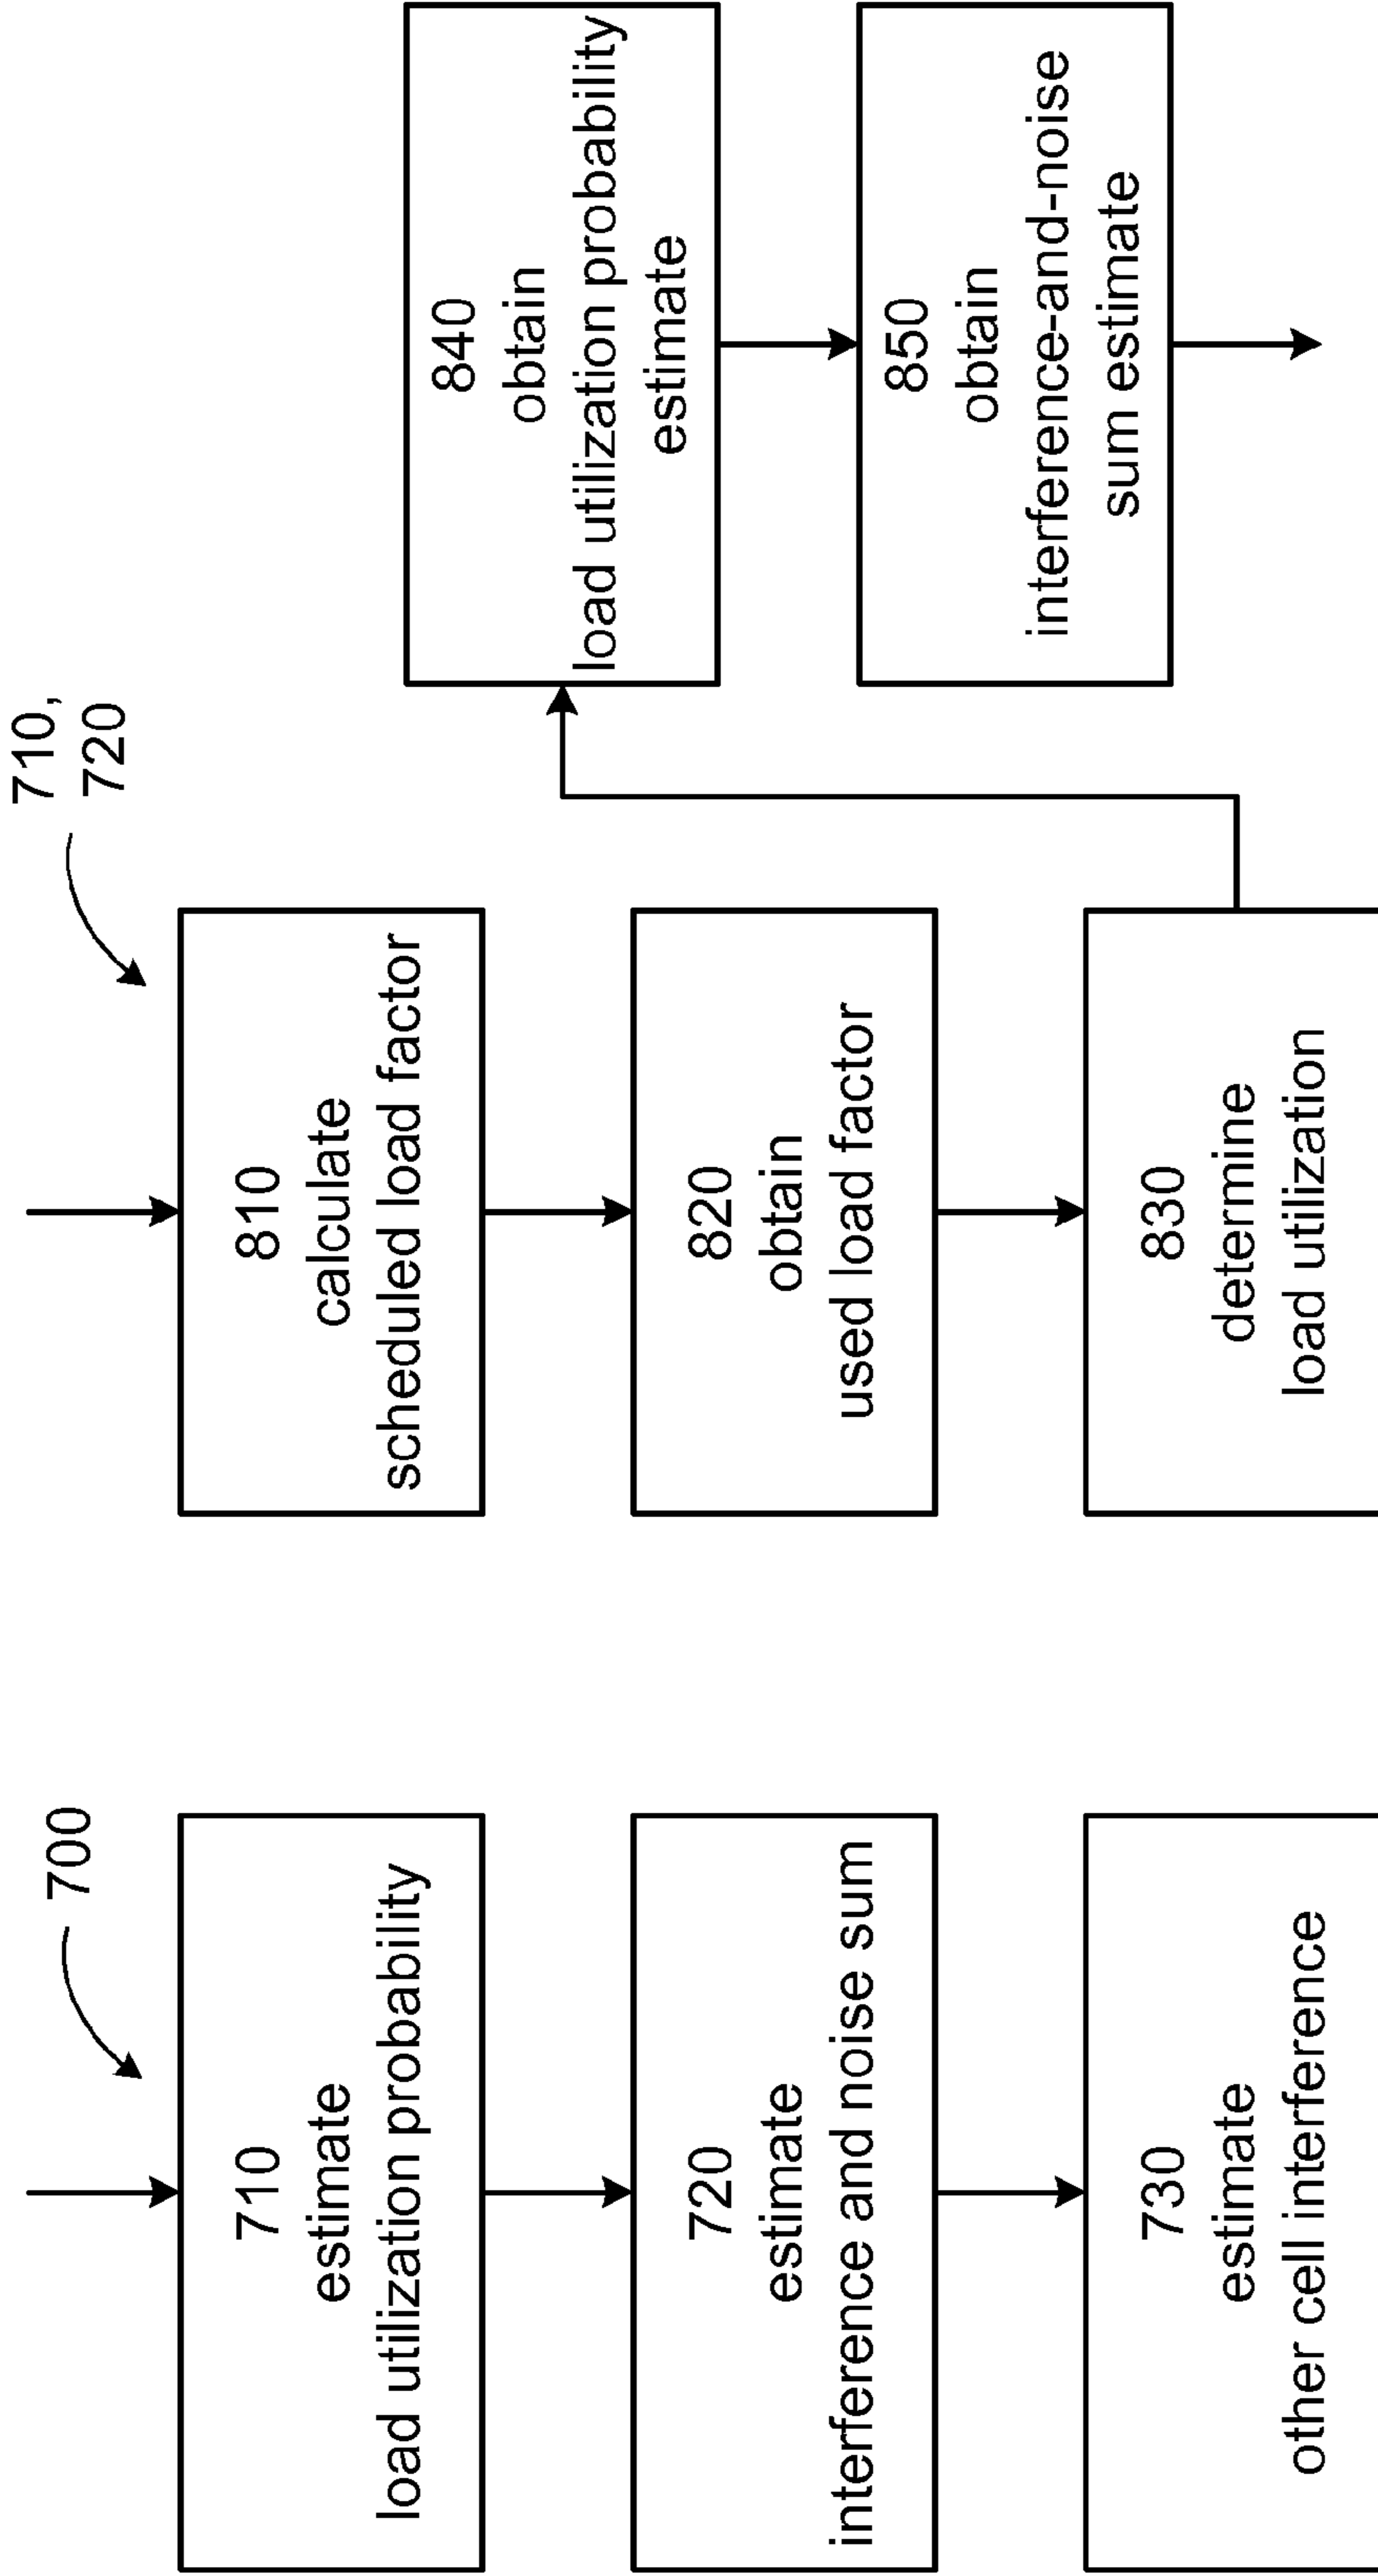 700
710
estimate
load utilization probability
720
estimate
interference and noise sum
730
estimate
other cell interference
710,
720
810
calculate
scheduled load factor
820
obtain
used load factor
830
determine
load utilization
840
obtain
load utilization probability
estimate
850
obtain
interference-and-noise
sum estimate